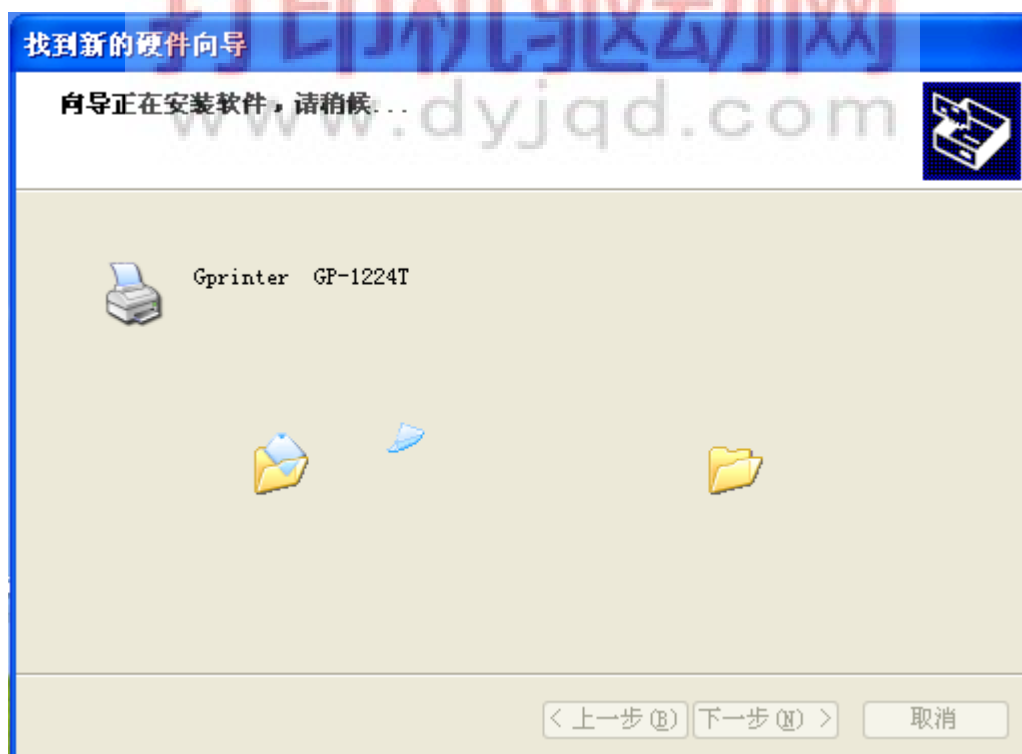 打印机驱动网
找到新的硬件向导
www.dyjqd.com
向导正在安装软件，请稍候...
Gprinter GP-1224T
< 上一步(B) 下一步(N) > 取消